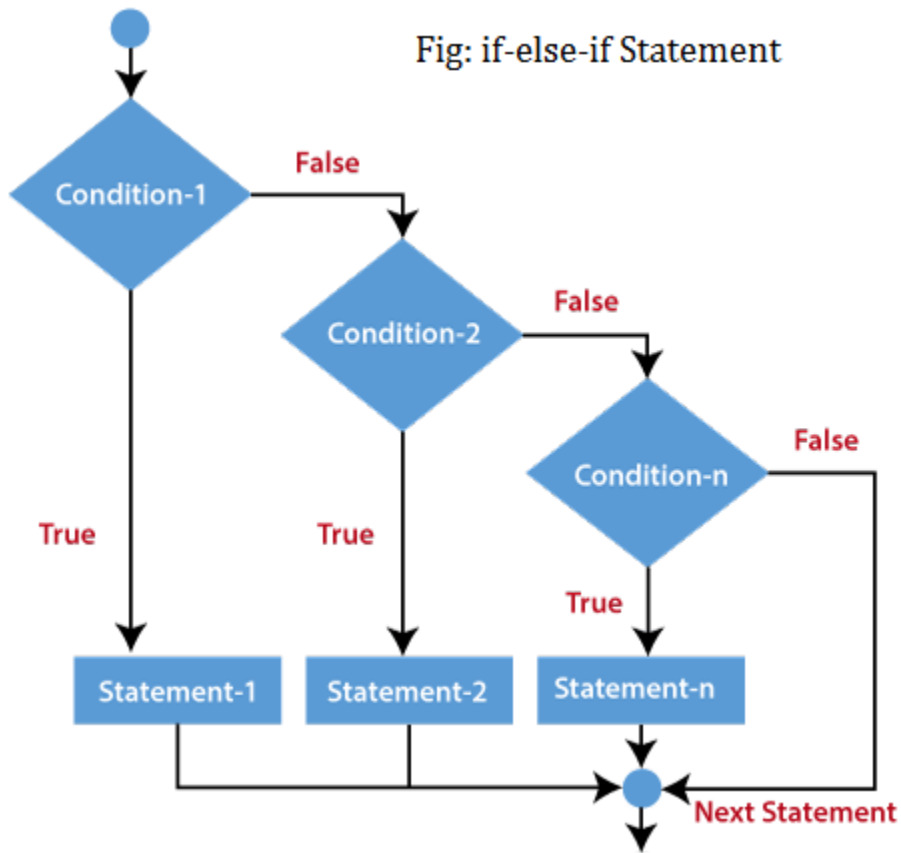 Fig: if-else-if Statement
False
Condition-1
False
Condition-2
False
Condition-n
True
True
True
Statement-1
Statement-2
Statement-n
Next Statement